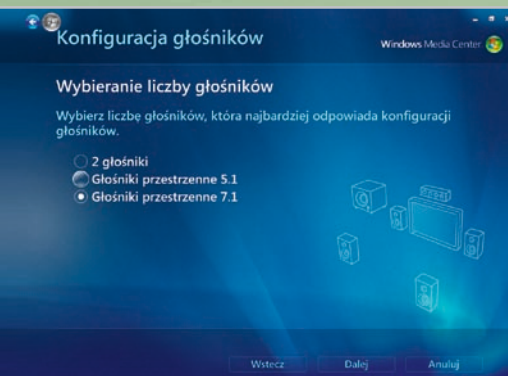 Konfiguracja głośników
Windows Media Center
Wybieranie liczby głośników
Wybierz liczbę głośników, która najbardziej odpowiada konfiguracji
głośników.
2 głośniki
Głośniki przestrzenne 5.1
Głośniki przestrzenne 7.1
Wstecz
Dalej
Anuluj